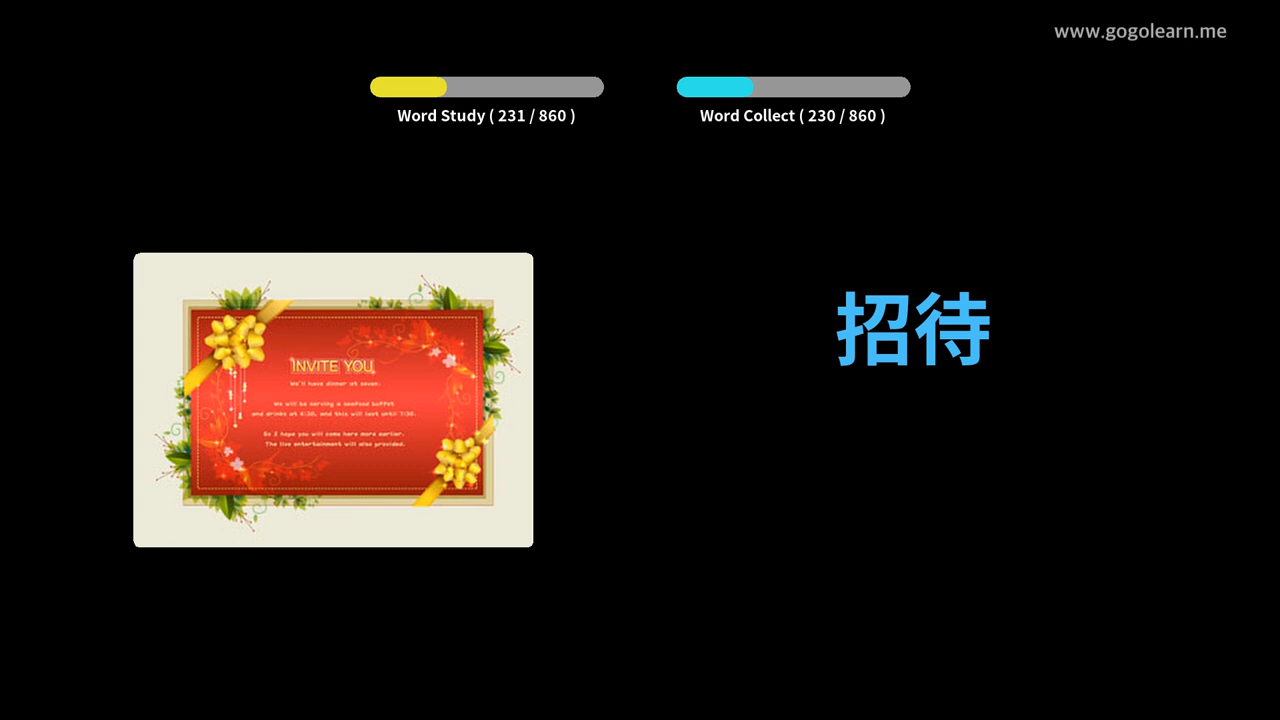 www.gogolearn.me
Word Study ( 231 / 860 )
Word Collect ( 230 / 860 )
招待
INVITE YOU
We'll have dinner at seven.
We will be serving a seafood buffet
and drinks at 6:30, and this will last until 7:30.
So I hope you will come here more earlier.
The live entertainment will also provided.